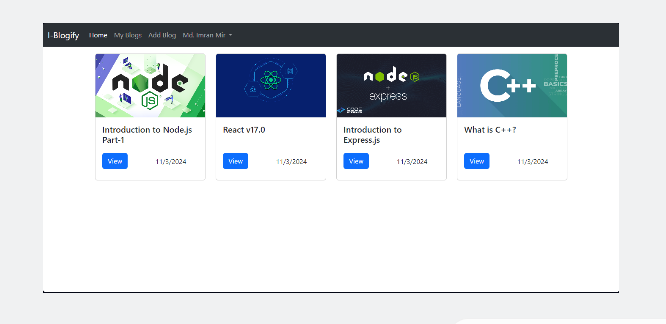 I-Blogify Home My Blogs Add Blog Md. Imran Mir
node
JS
node JS
+
express
C++
BASICS
Introduction to Node.js
Part-1
React v17.0
Introduction to
Express.js
What is C++?
View 11/3/2024
View 11/3/2024
View 11/3/2024
View 11/3/2024